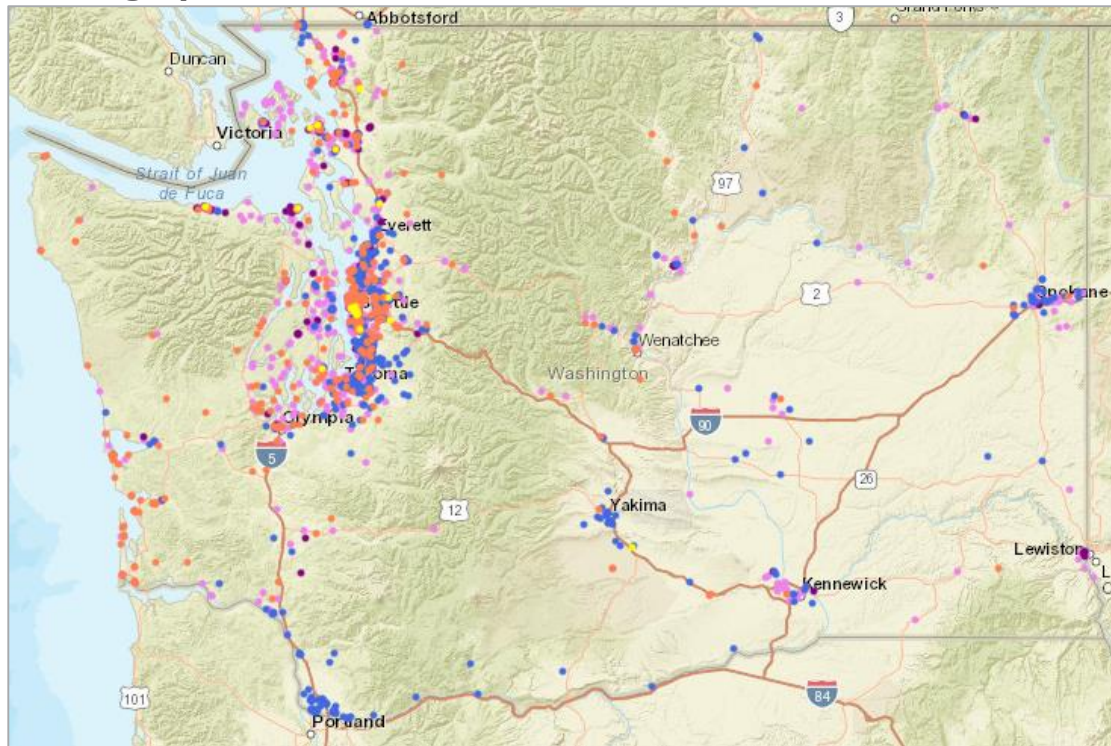 Abbotsford
3
Duncan
Victoria
Strait of Juan
de Fuca
97
Everett
2
Spokane
Wenatchee
Washington
Tacoma
Olympia
90
5
26
Yakima
12
Lewiston
Kennewick
101
84
Portland